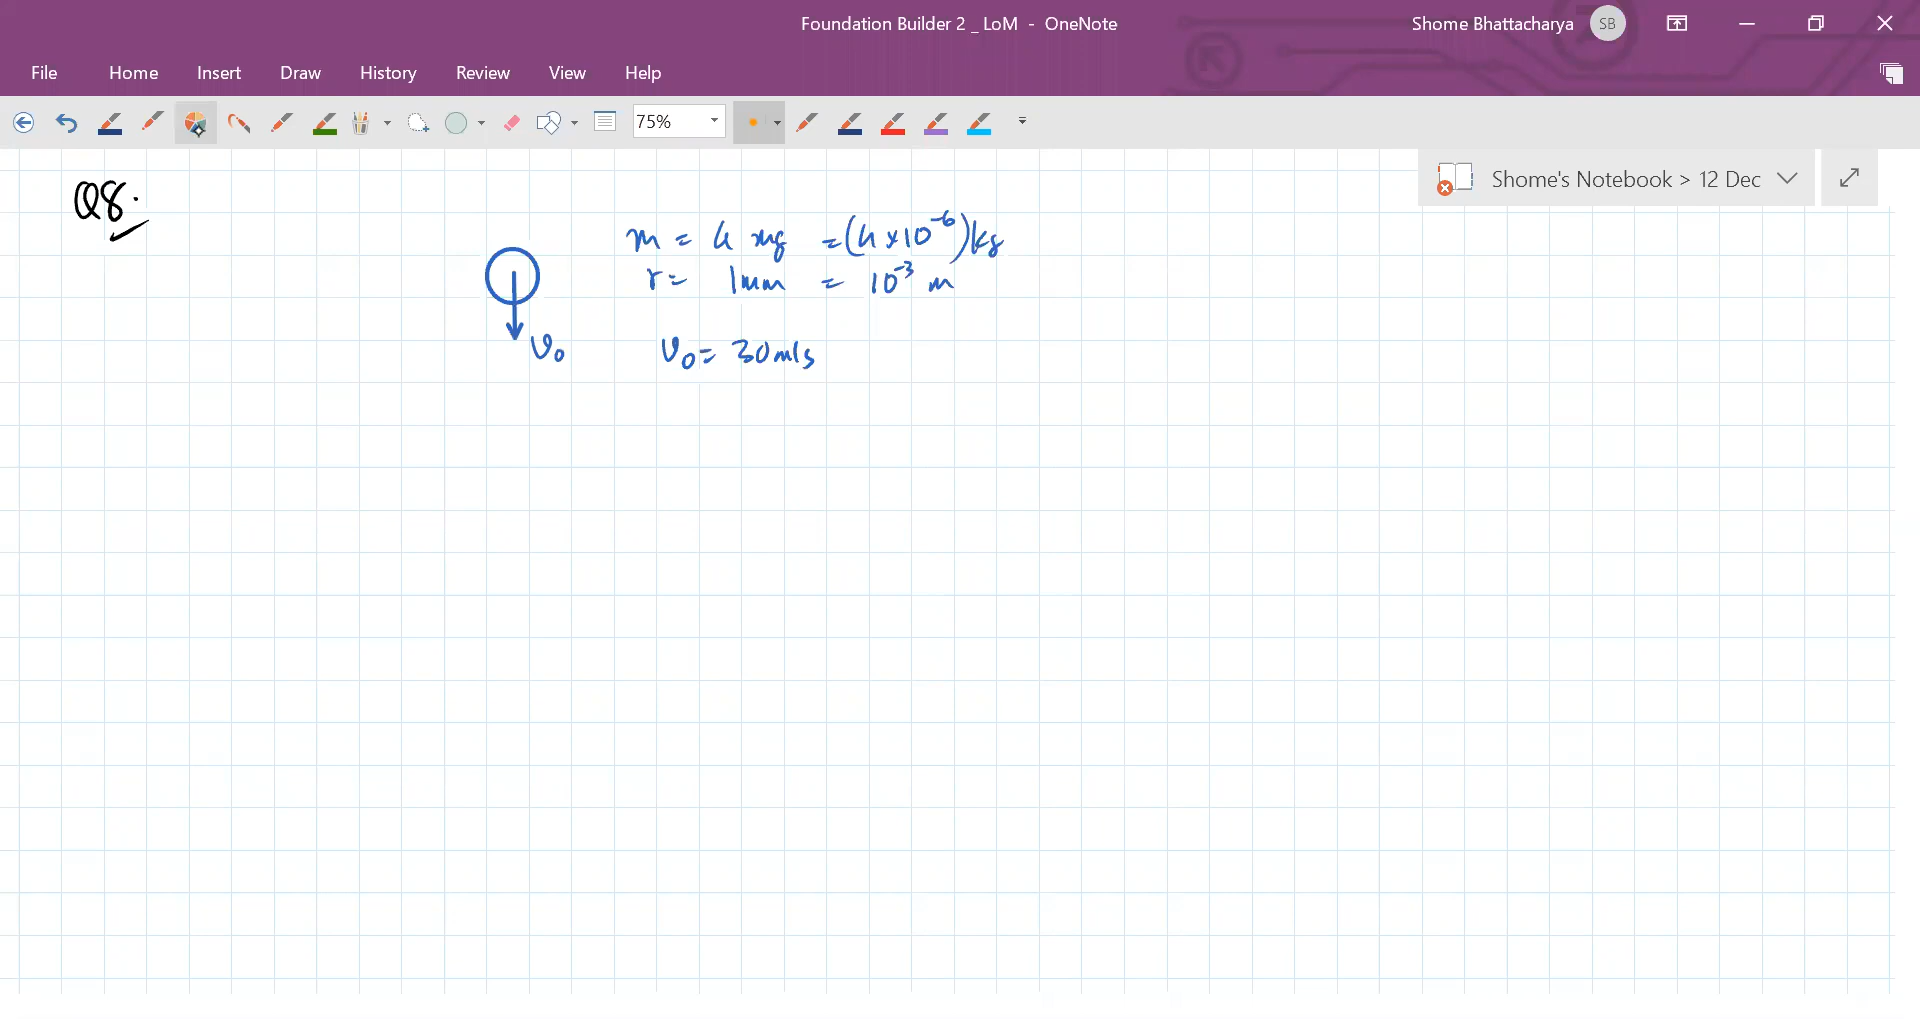 Foundation Builder 2 _ LoM - OneNote
Shome Bhattacharya SB
File Home Insert Draw History Review View Help
75%
Shome's Notebook > 12 Dec
Q8.
m = 4 mg = (4×10⁻⁶) kg
r = 1mm = 10⁻³ m
v₀
v₀ = 30m/s